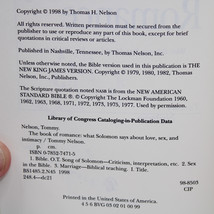 Copyright © 1998 by Thomas H. Nelson
All rights reserved. Written permission must be secured from the
publisher to use or reproduce any part of this book, except for brief
quotations in critical reviews or articles.
Published in Nashville, Tennessee, by Thomas Nelson, Inc.
Unless otherwise noted, the Bible version used in this publication is THE
NEW KING JAMES VERSION. Copyright © 1979, 1980, 1982, Thomas
Nelson, Inc.
The Scripture quotation noted NASB is from the NEW AMERICAN
STANDARD BIBLE ®. © Copyright The Lockman Foundation 1960,
1962, 1963, 1968, 1971, 1972, 1973, 1975, 1977. Used by permission.
Library of Congress Cataloging-in-Publication Data
Nelson, Tommy.
The book of romance: what Solomon says about love, sex, and
intimacy / Tommy Nelson.
p. cm.
ISBN 0-7852-7471-5
1. Bible. O.T. Song of Solomon—Criticism, interpretation, etc. 2.
Sex in the Bible. 3. Marriage—Biblical teaching. I. Title.
BS1485.2.N45 1998
248.4—dc21
98-8503
CIP
Printed in the United States of America
4 5 6 BVG 03 02 01 00 99